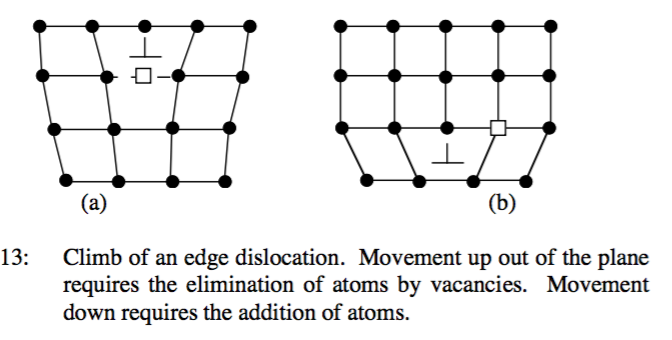 (a) (b)
13: Climb of an edge dislocation. Movement up out of the plane
requires the elimination of atoms by vacancies. Movement
down requires the addition of atoms.